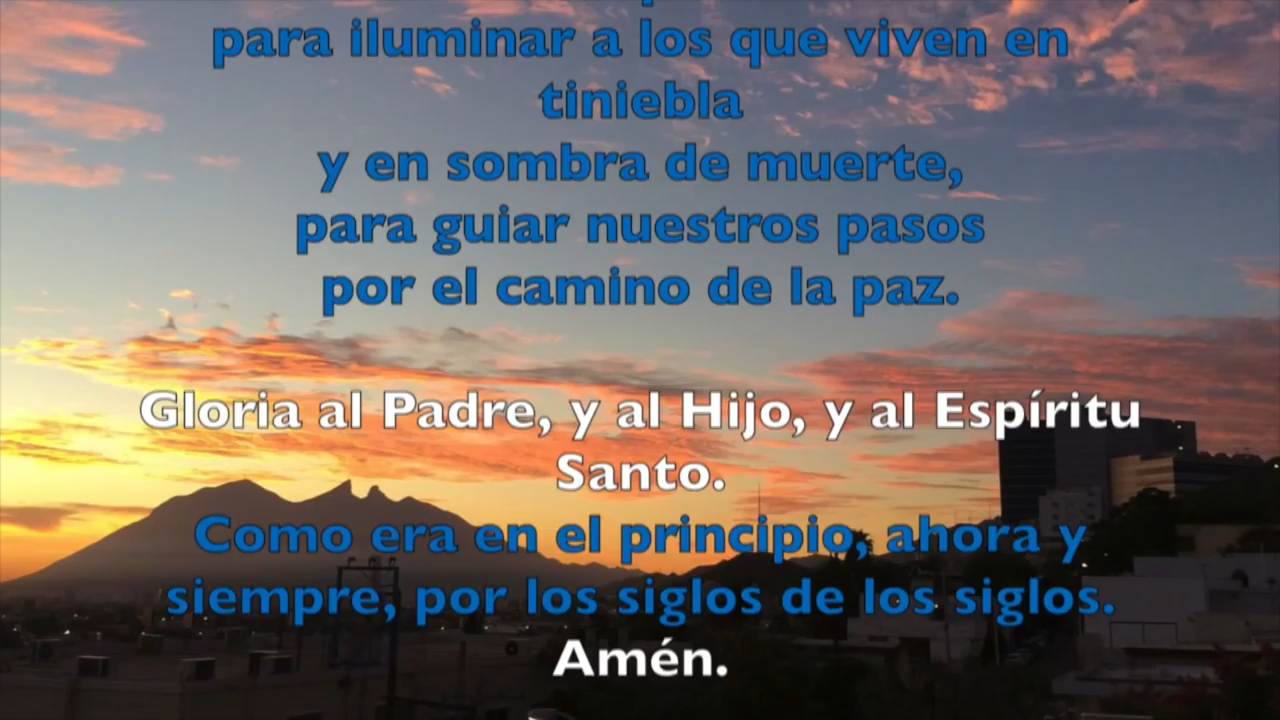 para iluminar a los que viven en
tiniebla
y en sombra de muerte,
para guiar nuestros pasos
por el camino de la paz.
Gloria al Padre, y al Hijo, y al Espíritu
Santo.
Como era en el principio, ahora y
siempre, por los siglos de los siglos.
Amén.